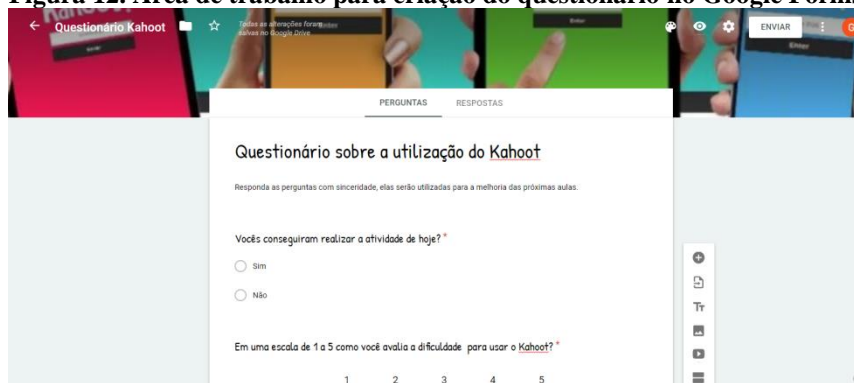 Figura 12. Área de trabalho para criação do questionário no Google Forms
Questionário Kahoot
Todas as alterações foram
salvas no Google Drive
Enter
Enter
ENVIAR
Enter
PERGUNTAS RESPOSTAS
Questionário sobre a utilização do Kahoot
Responda as perguntas com sinceridade, elas serão utilizadas para a melhoria das próximas aulas.
Vocês conseguiram realizar a atividade de hoje? *
Sim
Não
Em uma escala de 1 a 5 como você avalia a dificuldade para usar o Kahoot? *
1 2 3 4 5